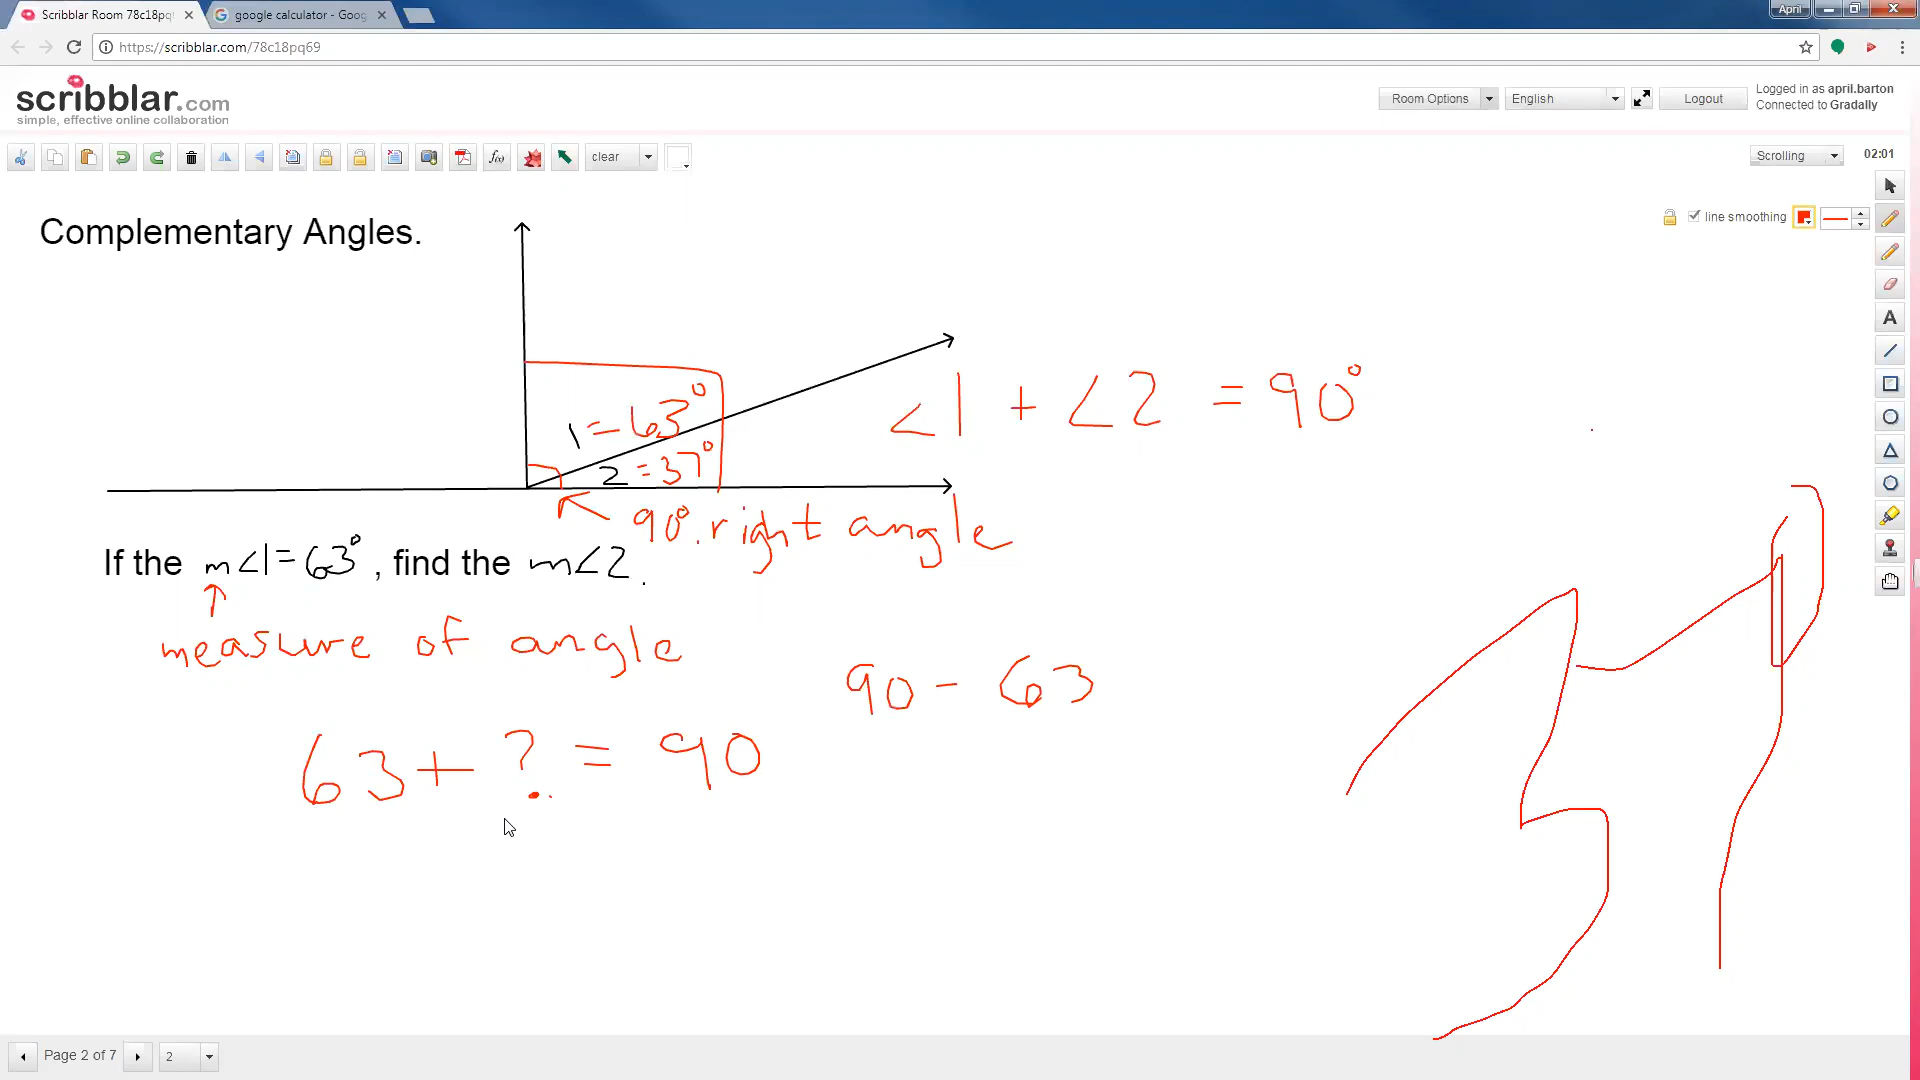 Scribblar Room 78c18pq
google calculator - Goog
April
https://scribblar.com/78c18pq69
scribblar.com
simple, effective online collaboration
Room Options
English
Logout
Logged in as april.barton
Connected to Gradally
f(x)
clear
Scrolling
02:01
line smoothing
A
Complementary Angles.
1 = 63°
2 = 37°
∠1 + ∠2 = 90°
90°. right angle
If the m∠1 = 63°, find the m∠2.
measure of angle
90 - 63
63 + ? = 90
Page 2 of 7
2